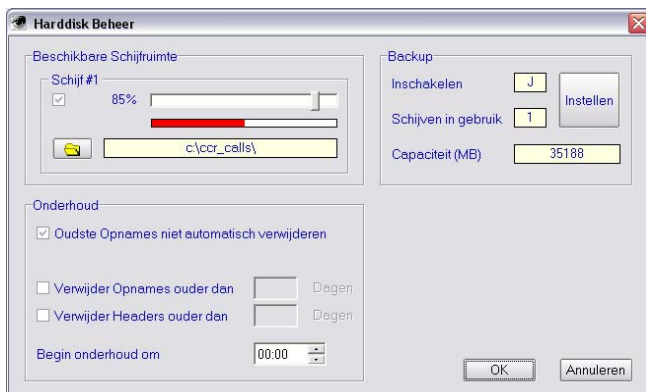 Harddisk Beheer
Beschikbare Schijfruimte
Schijf #1
85%
c:\ccr_calls\
Backup
Inschakelen J
Schijven in gebruik 1
Instellen
Capaciteit (MB) 35188
Onderhoud
Oudste Opnames niet automatisch verwijderen
Verwijder Opnames ouder dan Dagen
Verwijder Headers ouder dan Dagen
Begin onderhoud om 00:00
OK Annuleren